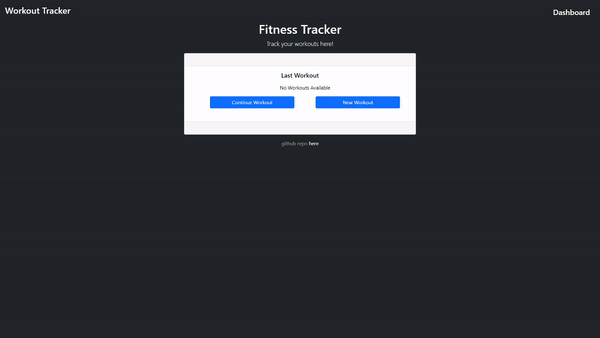 Workout Tracker
Dashboard
Fitness Tracker
Track your workouts here!
Last Workout
No Workouts Available
Continue Workout
New Workout
github repo here